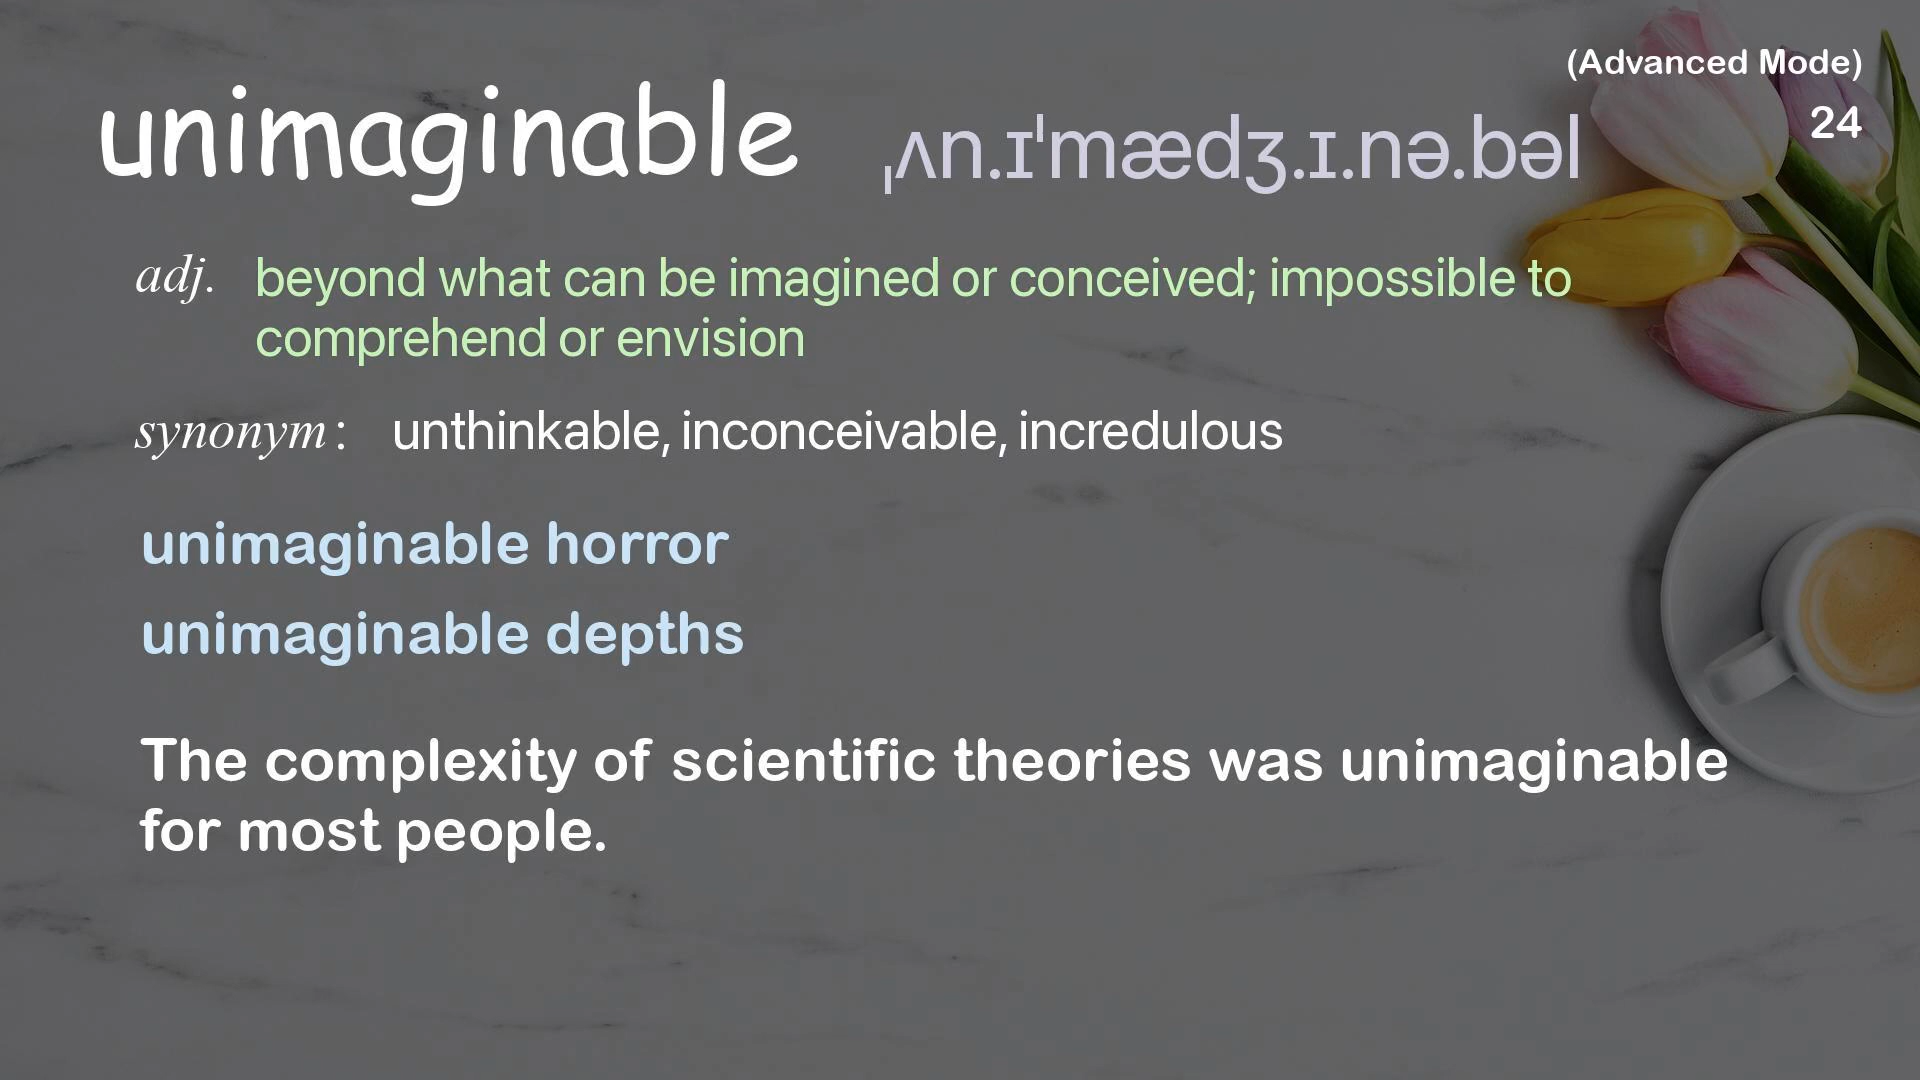 (Advanced Mode)
24
unimaginable ˌʌn.ɪˈmædʒ.ɪ.nə.bəl
adj. beyond what can be imagined or conceived; impossible to
comprehend or envision
synonym : unthinkable, inconceivable, incredulous
unimaginable horror
unimaginable depths
The complexity of scientific theories was unimaginable
for most people.